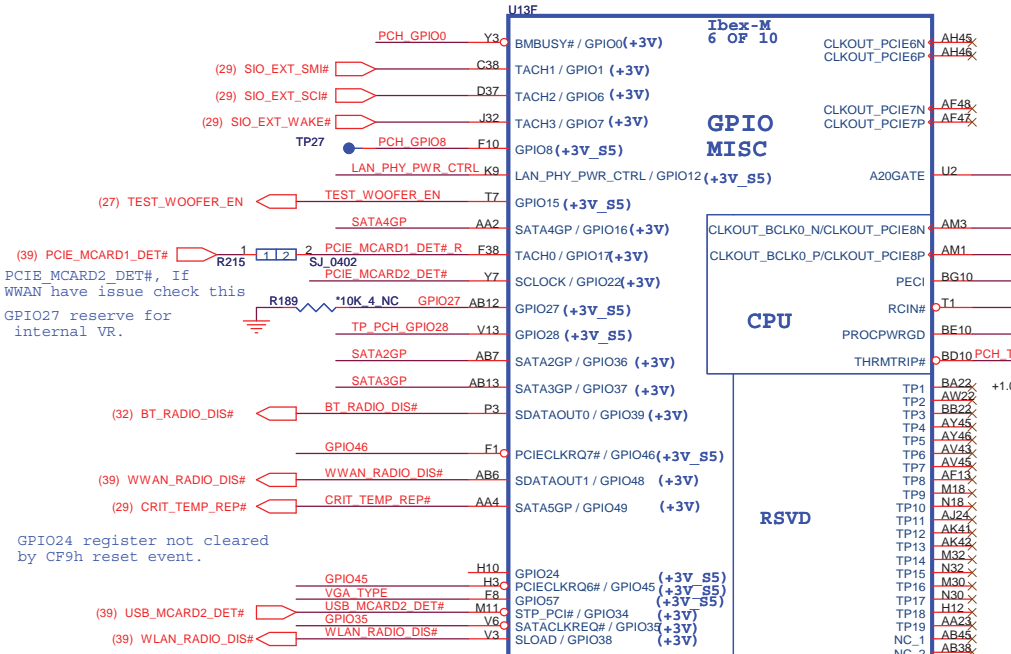 U13F
Ibex-M
6 OF 10
PCH_GPIO0 Y3 BMBUSY# / GPIO0 (+3V) CLKOUT_PCIE6N AH45
CLKOUT_PCIE6P AH46
(29) SIO_EXT_SMI# C38 TACH1 / GPIO1 (+3V)
(29) SIO_EXT_SCI# D37 TACH2 / GPIO6 (+3V)
CLKOUT_PCIE7N AF48
(29) SIO_EXT_WAKE# J32 TACH3 / GPIO7 (+3V) CLKOUT_PCIE7P AF47
GPIO
MISC
TP27 PCH_GPIO8 F10 GPIO8 (+3V_S5)
LAN_PHY_PWR_CTRL K9 LAN_PHY_PWR_CTRL / GPIO12 (+3V_S5) A20GATE U2
(27) TEST_WOOFER_EN TEST_WOOFER_EN T7 GPIO15 (+3V_S5)
SATA4GP AA2 SATA4GP / GPIO16 (+3V) CLKOUT_BCLK0_N/CLKOUT_PCIE8N AM3
(39) PCIE_MCARD1_DET# 1 R215 1 2 2 SJ_0402 PCIE_MCARD1_DET#_R F38 TACH0 / GPIO17 (+3V) CLKOUT_BCLK0_P/CLKOUT_PCIE8P AM1
PCIE_MCARD2_DET#, If
WWAN have issue check this
PCIE_MCARD2_DET# Y7 SCLOCK / GPIO22 (+3V) PECI BG10
GPIO27 reserve for
internal VR.
R189 *10K_4_NC GPIO27 AB12 GPIO27 (+3V_S5) RCIN# T1
CPU
TP_PCH_GPIO28 V13 GPIO28 (+3V_S5) PROCPWRGD BE10
SATA2GP AB7 SATA2GP / GPIO36 (+3V) THRMTRIP# BD10 PCH_T
SATA3GP AB13 SATA3GP / GPIO37 (+3V) TP1 BA22 +1.0
TP2 AW22
(32) BT_RADIO_DIS# BT_RADIO_DIS# P3 SDATAOUT0 / GPIO39 (+3V) TP3 BB22
TP4 AY45
TP5 AY46
GPIO46 F1 PCIECLKRQ7# / GPIO46 (+3V_S5) TP6 AV43
TP7 AV45
(39) WWAN_RADIO_DIS# WWAN_RADIO_DIS# AB6 SDATAOUT1 / GPIO48 (+3V) TP8 AF13
TP9 M18
(29) CRIT_TEMP_REP# CRIT_TEMP_REP# AA4 SATA5GP / GPIO49 (+3V) TP10 N18
RSVD
TP11 AJ24
TP12 AK41
GPIO24 register not cleared
by CF9h reset event.
TP13 AK42
TP14 M32
H10 GPIO24 TP15 N32
GPIO45 H3 PCIECLKRQ6# / GPIO45 (+3V_S5) TP16 M30
VGA_TYPE F8 GPIO57 (+3V_S5) TP17 N30
(+3V_S5)
(39) USB_MCARD2_DET# USB_MCARD2_DET# M11 STP_PCI# / GPIO34 (+3V) TP18 H12
GPIO35 V6 SATACLKREQ# / GPIO35 (+3V) TP19 AA23
(39) WLAN_RADIO_DIS# WLAN_RADIO_DIS# V3 SLOAD / GPIO38 NC_1 AB45
NC_2 AB38